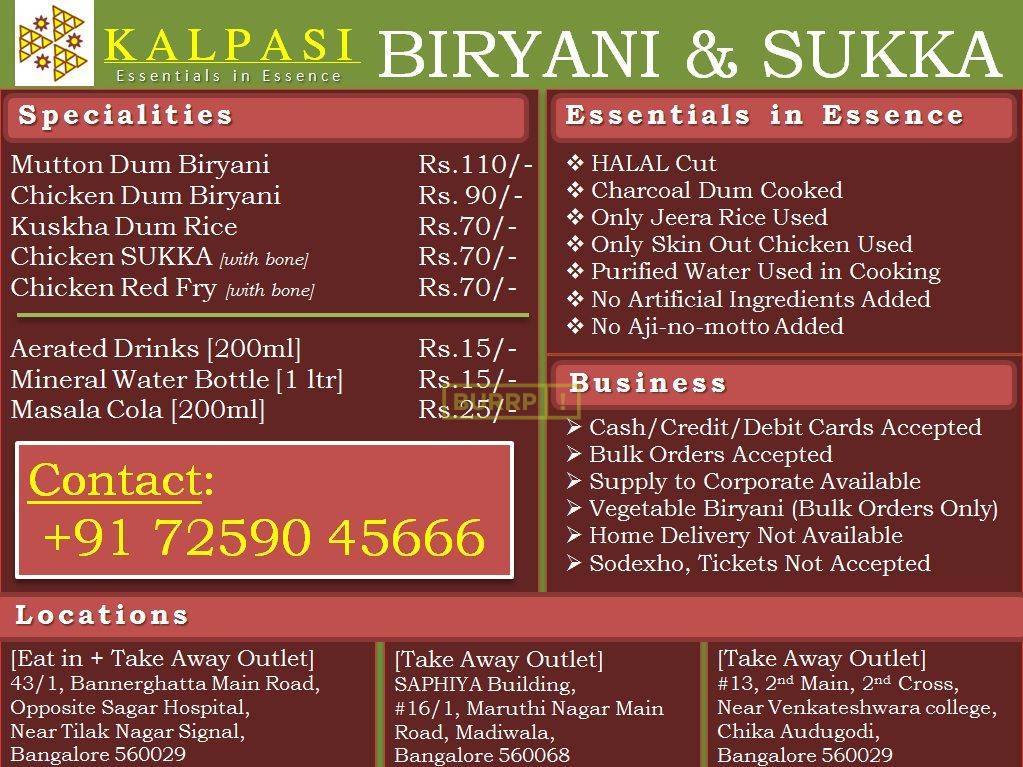 KALPASI
Essentials in Essence
BIRYANI & SUKKA
Specialities
Mutton Dum Biryani Rs.110/-
Chicken Dum Biryani Rs. 90/-
Kuskha Dum Rice Rs.70/-
Chicken SUKKA [with bone] Rs.70/-
Chicken Red Fry [with bone] Rs.70/-
Aerated Drinks [200ml] Rs.15/-
Mineral Water Bottle [1 ltr] Rs.15/-
Masala Cola [200ml] Rs.25/-
BURRP!
Contact:
+91 72590 45666
Essentials in Essence
❖ HALAL Cut
❖ Charcoal Dum Cooked
❖ Only Jeera Rice Used
❖ Only Skin Out Chicken Used
❖ Purified Water Used in Cooking
❖ No Artificial Ingredients Added
❖ No Aji-no-motto Added
Business
➢ Cash/Credit/Debit Cards Accepted
➢ Bulk Orders Accepted
➢ Supply to Corporate Available
➢ Vegetable Biryani (Bulk Orders Only)
➢ Home Delivery Not Available
➢ Sodexho, Tickets Not Accepted
Locations
[Eat in + Take Away Outlet]
43/1, Bannerghatta Main Road,
Opposite Sagar Hospital,
Near Tilak Nagar Signal,
Bangalore 560029
[Take Away Outlet]
SAPHIYA Building,
#16/1, Maruthi Nagar Main
Road, Madiwala,
Bangalore 560068
[Take Away Outlet]
#13, 2nd Main, 2nd Cross,
Near Venkateshwara college,
Chika Audugodi,
Bangalore 560029